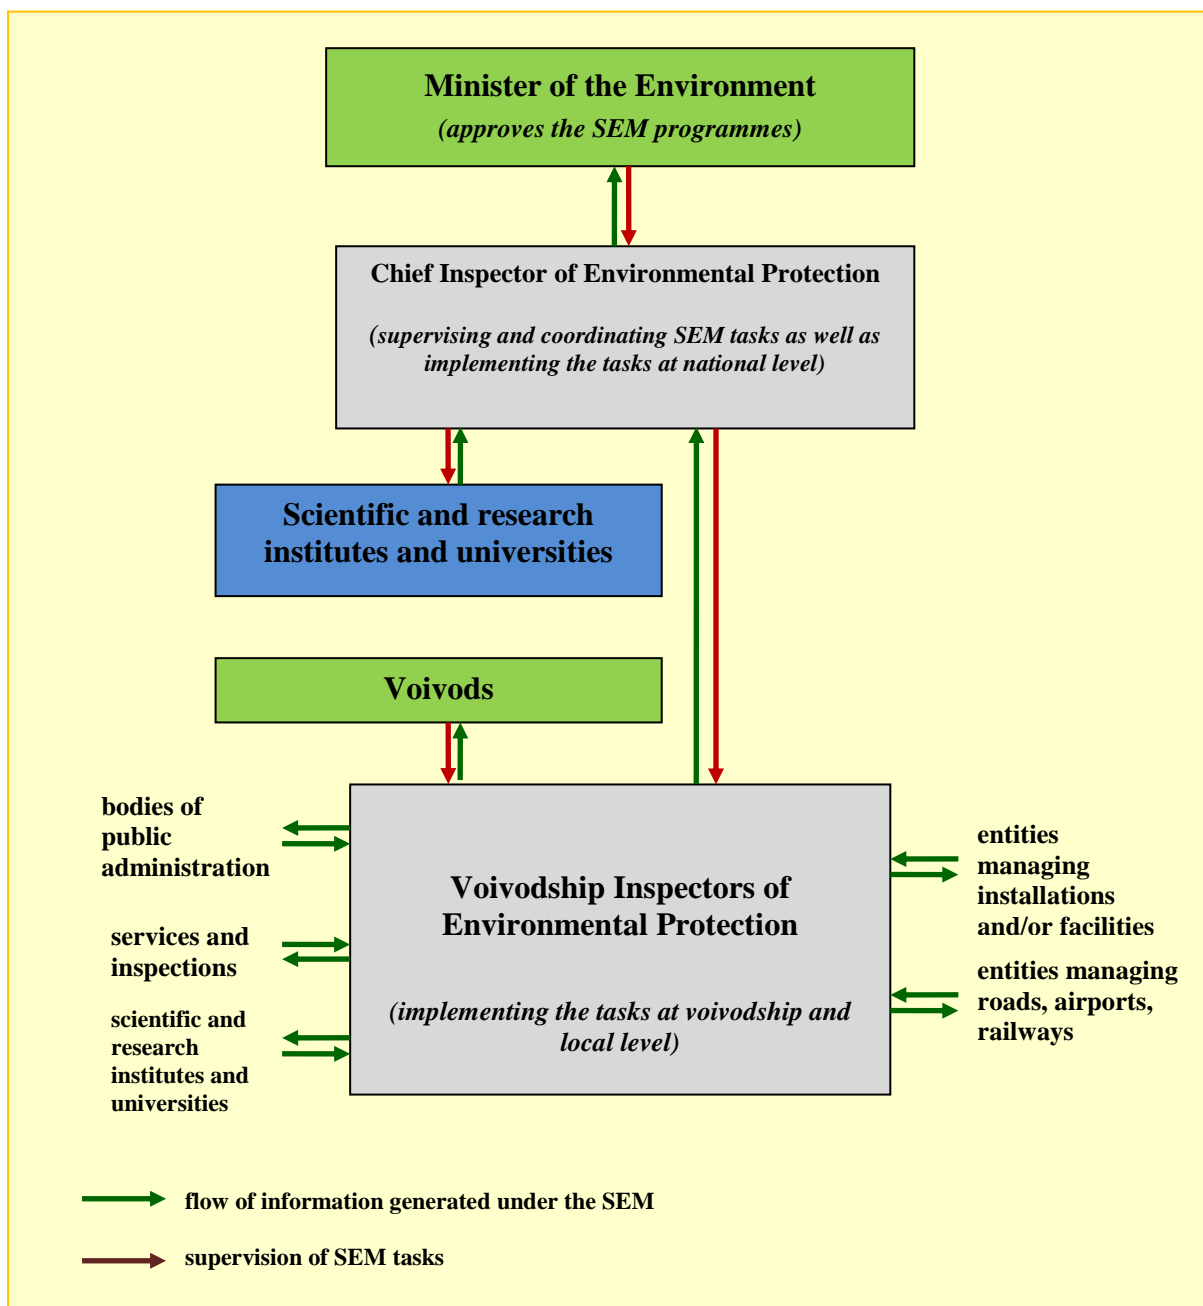 Minister of the Environment
(approves the SEM programmes)
Chief Inspector of Environmental Protection
(supervising and coordinating SEM tasks as well as
implementing the tasks at national level)
Scientific and research
institutes and universities
Voivods
bodies of
public
administration
services and
inspections
scientific and
research
institutes and
universities
Voivodship Inspectors of
Environmental Protection
(implementing the tasks at voivodship and
local level)
entities
managing
installations
and/or facilities
entities managing
roads, airports,
railways
flow of information generated under the SEM
supervision of SEM tasks